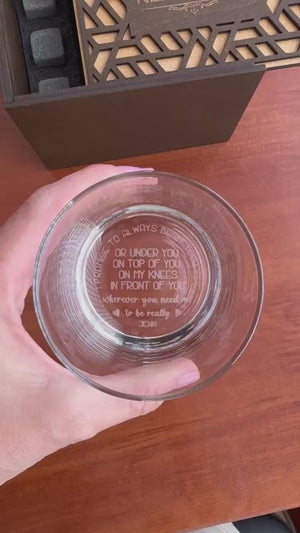 I PROMISE TO ALWAYS BE
OR UNDER YOU
ON TOP OF YOU
ON MY KNEES
IN FRONT OF YOU
wherever you need me
to be really
JENN